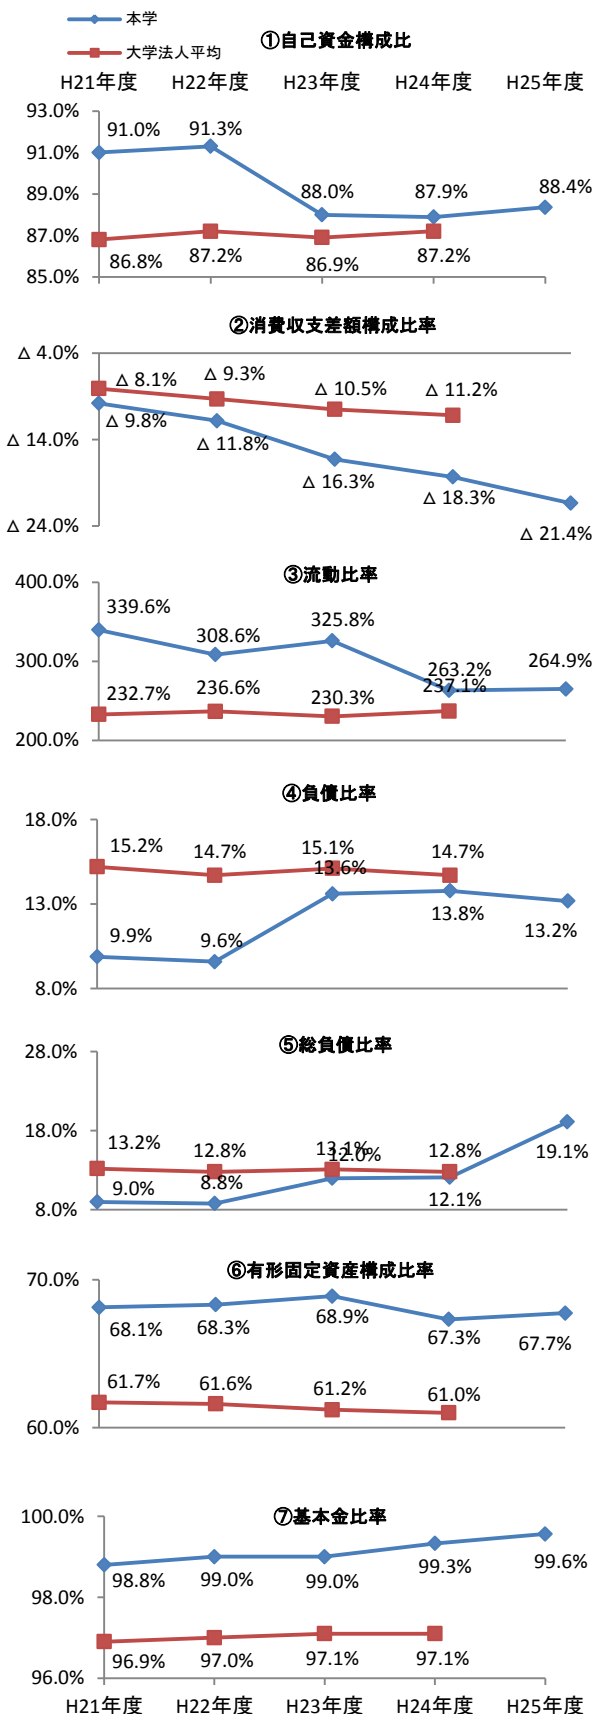 本学
大学法人平均
①自己資金構成比
H21年度 H22年度 H23年度 H24年度 H25年度
93.0%
91.0%
89.0%
87.0%
85.0%
91.0% 91.3% 88.0% 87.9% 88.4%
86.8% 87.2% 86.9% 87.2%
②消費収支差額構成比率
△ 4.0%
△ 14.0%
△ 24.0%
△ 8.1% △ 9.3% △ 10.5% △ 11.2%
△ 9.8% △ 11.8% △ 16.3% △ 18.3% △ 21.4%
③流動比率
400.0%
300.0%
200.0%
339.6% 308.6% 325.8% 263.2% 264.9%
232.7% 236.6% 230.3% 237.1%
④負債比率
18.0%
13.0%
8.0%
15.2% 14.7% 15.1% 14.7%
9.9% 9.6% 13.6% 13.8% 13.2%
⑤総負債比率
28.0%
18.0%
8.0%
13.2% 12.8% 13.1% 12.8%
9.0% 8.8% 12.0% 12.1% 19.1%
⑥有形固定資産構成比率
70.0%
60.0%
68.1% 68.3% 68.9% 67.3% 67.7%
61.7% 61.6% 61.2% 61.0%
⑦基本金比率
100.0%
98.0%
96.0%
98.8% 99.0% 99.0% 99.3% 99.6%
96.9% 97.0% 97.1% 97.1%
H21年度 H22年度 H23年度 H24年度 H25年度